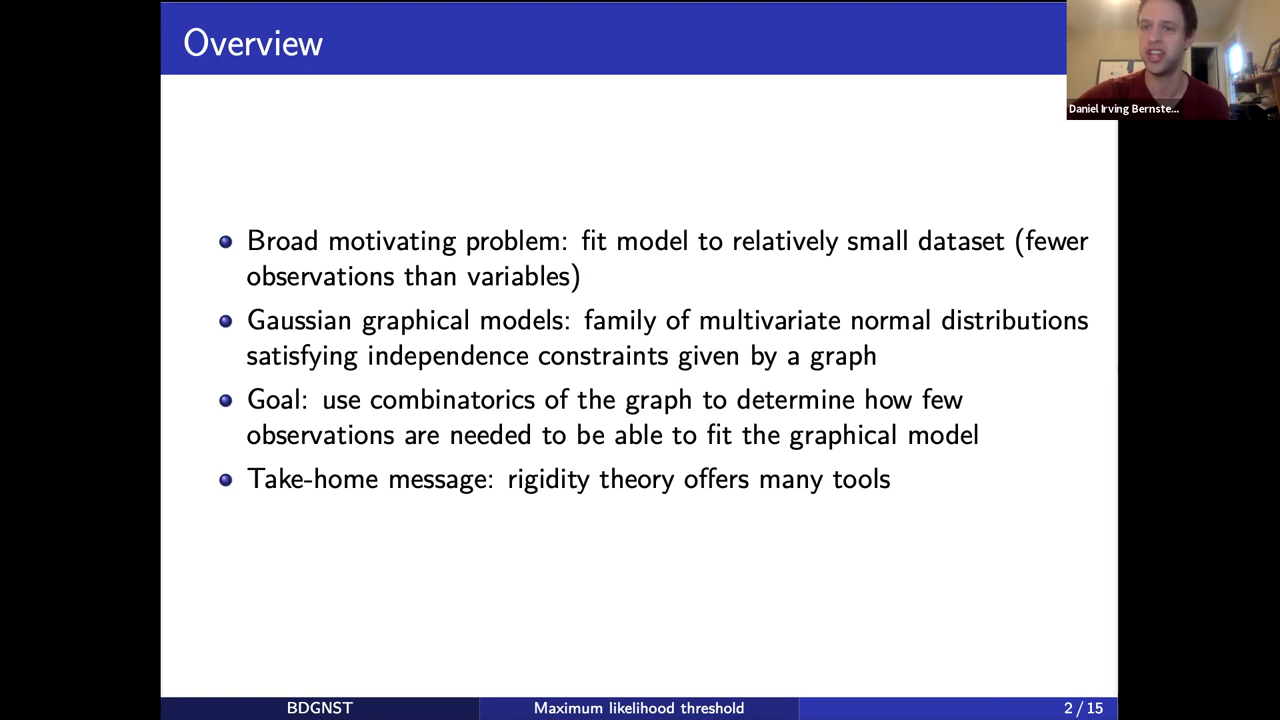 Overview
Daniel Irving Bernste...
Broad motivating problem: fit model to relatively small dataset (fewer
observations than variables)
Gaussian graphical models: family of multivariate normal distributions
satisfying independence constraints given by a graph
Goal: use combinatorics of the graph to determine how few
observations are needed to be able to fit the graphical model
Take-home message: rigidity theory offers many tools
BDGNST
Maximum likelihood threshold
2 / 15